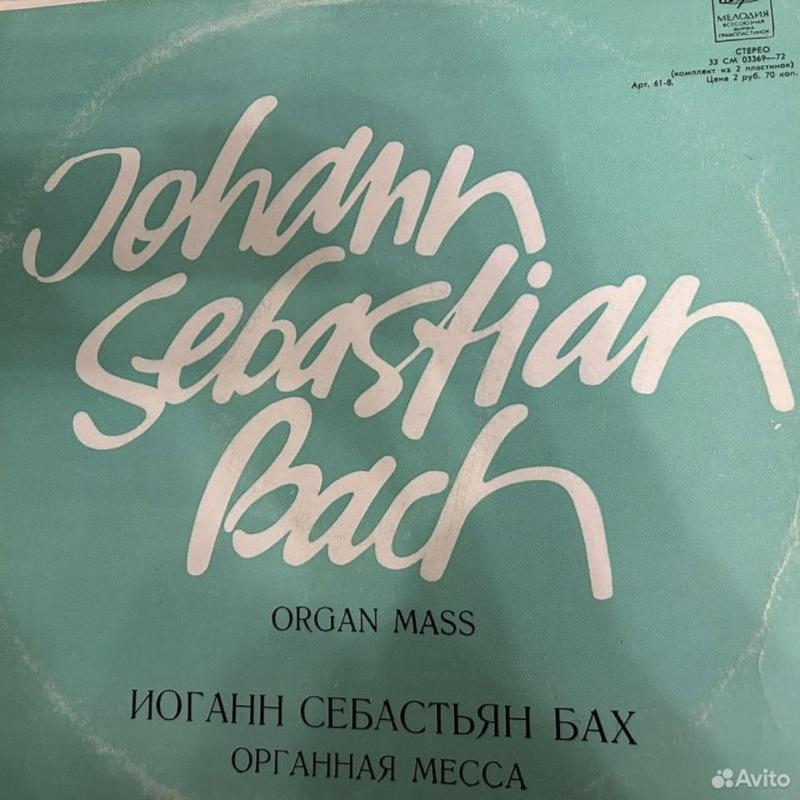 МЕЛОДИЯ
ВСЕСОЮЗНАЯ
ФИРМА
ГРАМПЛАСТИНОК
СТЕРЕО
33 СМ 03369—72
(комплект из 2 пластинок)
Арт. 61-8. Цена 2 руб. 70 коп.
Johann
Sebastian
Bach
ORGAN MASS
ИОГАНН СЕБАСТЬЯН БАХ
ОРГАННАЯ МЕССА
Avito